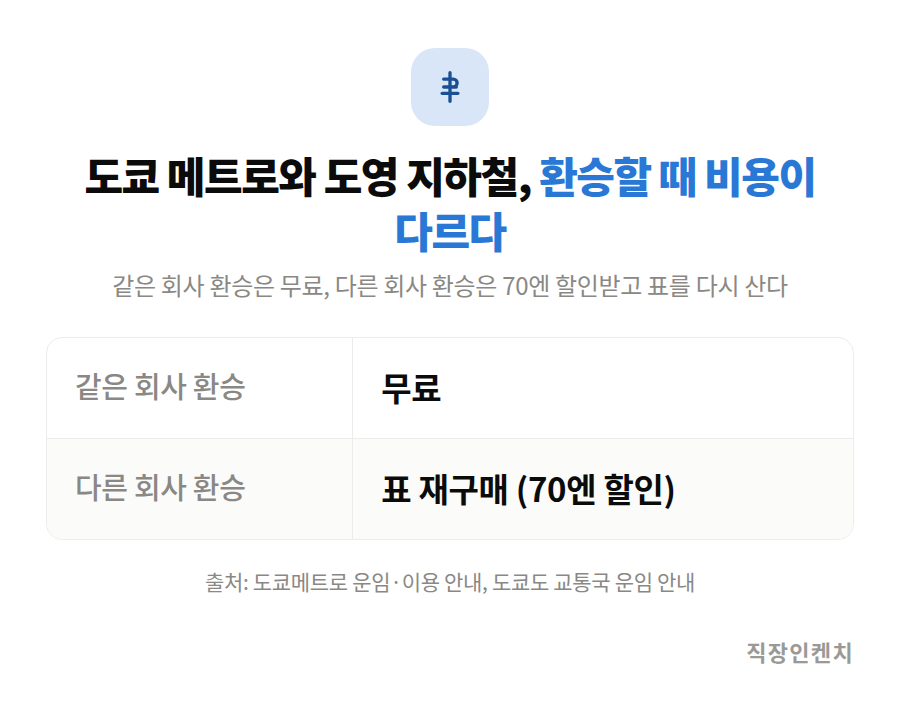 도쿄 메트로와 도영 지하철, 환승할 때 비용이
다르다
같은 회사 환승은 무료, 다른 회사 환승은 70엔 할인받고 표를 다시 산다
같은 회사 환승
무료
다른 회사 환승
표 재구매 (70엔 할인)
출처: 도쿄메트로 운임·이용 안내, 도쿄도 교통국 운임 안내
직장인켄치